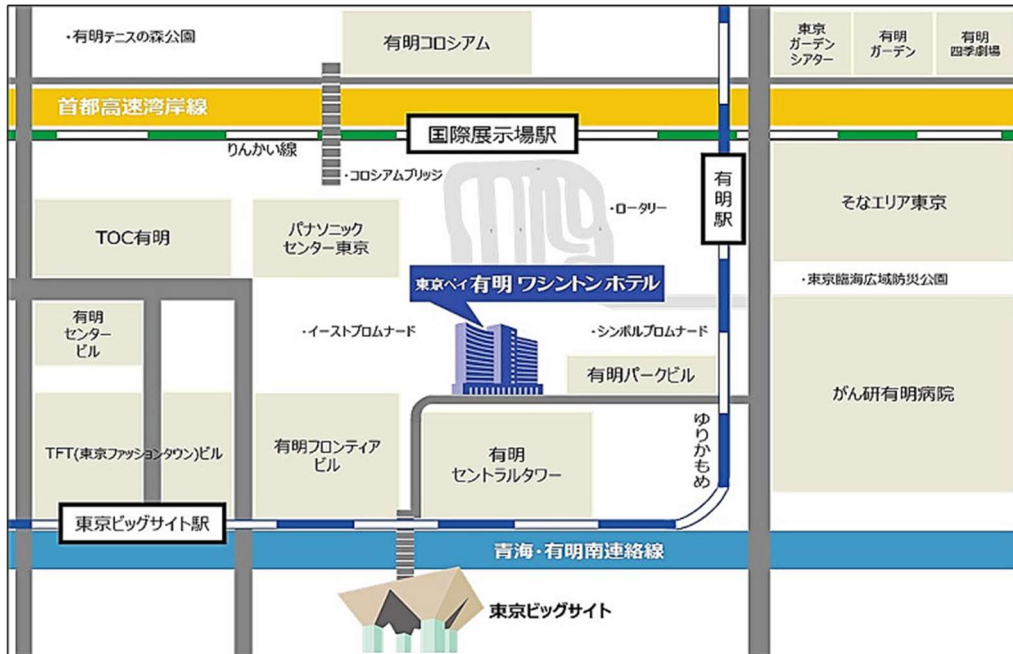 ・有明テニスの森公園
有明コロシアム
東京
ガーデン
シアター
有明
ガーデン
有明
四季劇場
首都高速湾岸線
国際展示場駅
りんかい線
・コロシアムブリッジ
有明駅
・ロータリー
そなエリア東京
TOC有明
パナソニック
センター東京
東京ベイ有明ワシントンホテル
・東京臨海広域防災公園
有明
センター
ビル
・イーストプロムナード
・シンボルプロムナード
有明パークビル
がん研有明病院
TFT(東京ファッションタウン)ビル
有明フロンティア
ビル
有明
セントラルタワー
ゆりかもめ
東京ビッグサイト駅
青海・有明南連絡線
東京ビッグサイト